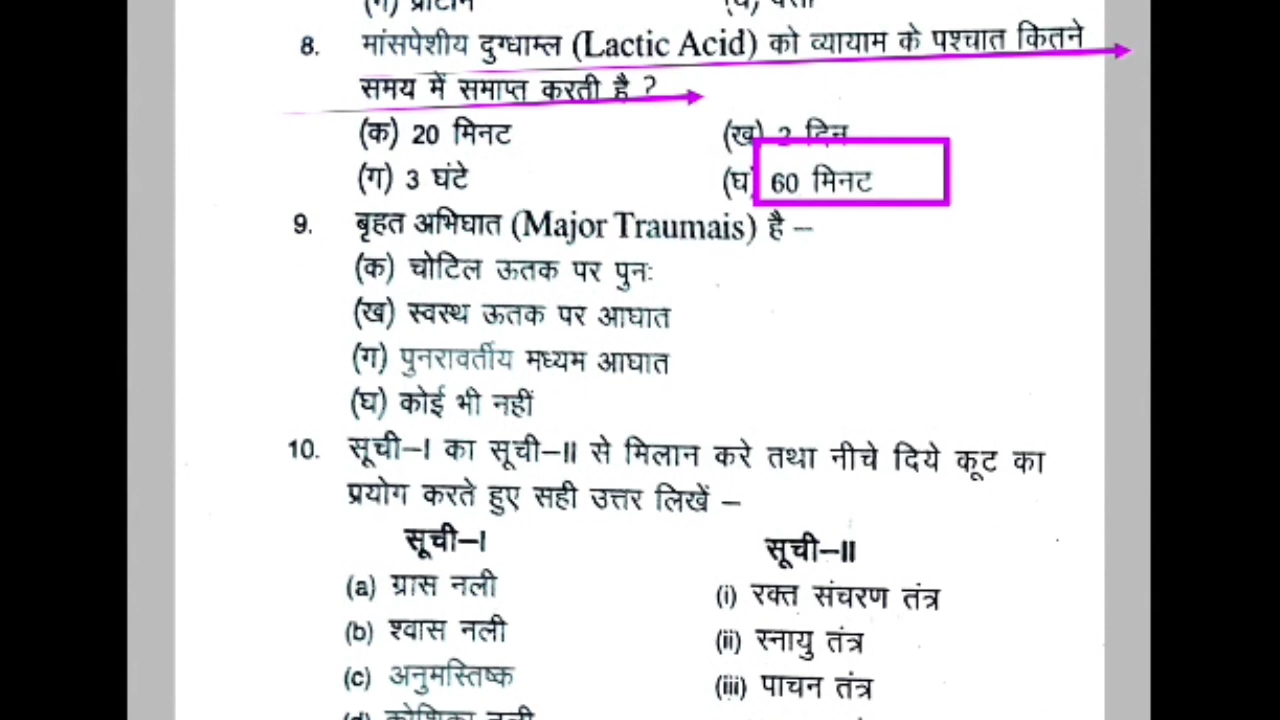 (ग) प्रोटीन
8. मांसपेशीय दुग्धाम्ल (Lactic Acid) को व्यायाम के पश्चात कितने
समय में समाप्त करती है ?
(क) 20 मिनट (ख) 2 दिन
(ग) 3 घंटे (घ) 60 मिनट
9. बृहत अभिघात (Major Traumais) है –
(क) चोटिल ऊतक पर पुनः
(ख) स्वस्थ ऊतक पर आघात
(ग) पुनरावर्तीय मध्यम आघात
(घ) कोई भी नहीं
10. सूची–I का सूची–II से मिलान करे तथा नीचे दिये कूट का
प्रयोग करते हुए सही उत्तर लिखें –
सूची–I सूची–II
(a) ग्रास नली (i) रक्त संचरण तंत्र
(b) श्वास नली (ii) स्नायु तंत्र
(c) अनुमस्तिष्क (iii) पाचन तंत्र
(d) कोशिका नली